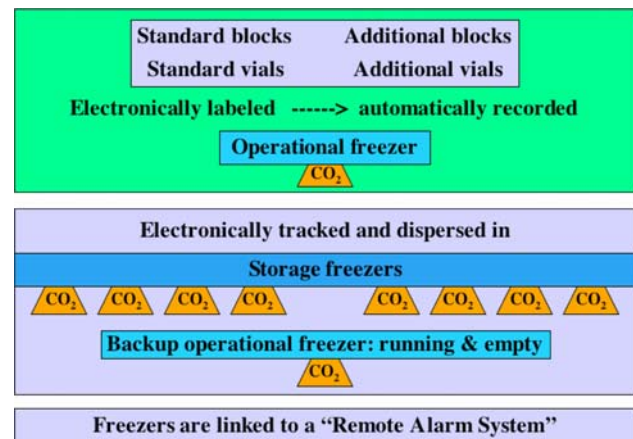 Standard blocks Additional blocks
Standard vials Additional vials
Electronically labeled ------> automatically recorded
Operational freezer
CO₂
Electronically tracked and dispersed in
Storage freezers
CO₂ CO₂ CO₂ CO₂ CO₂ CO₂ CO₂ CO₂
Backup operational freezer: running & empty
CO₂
Freezers are linked to a “Remote Alarm System”